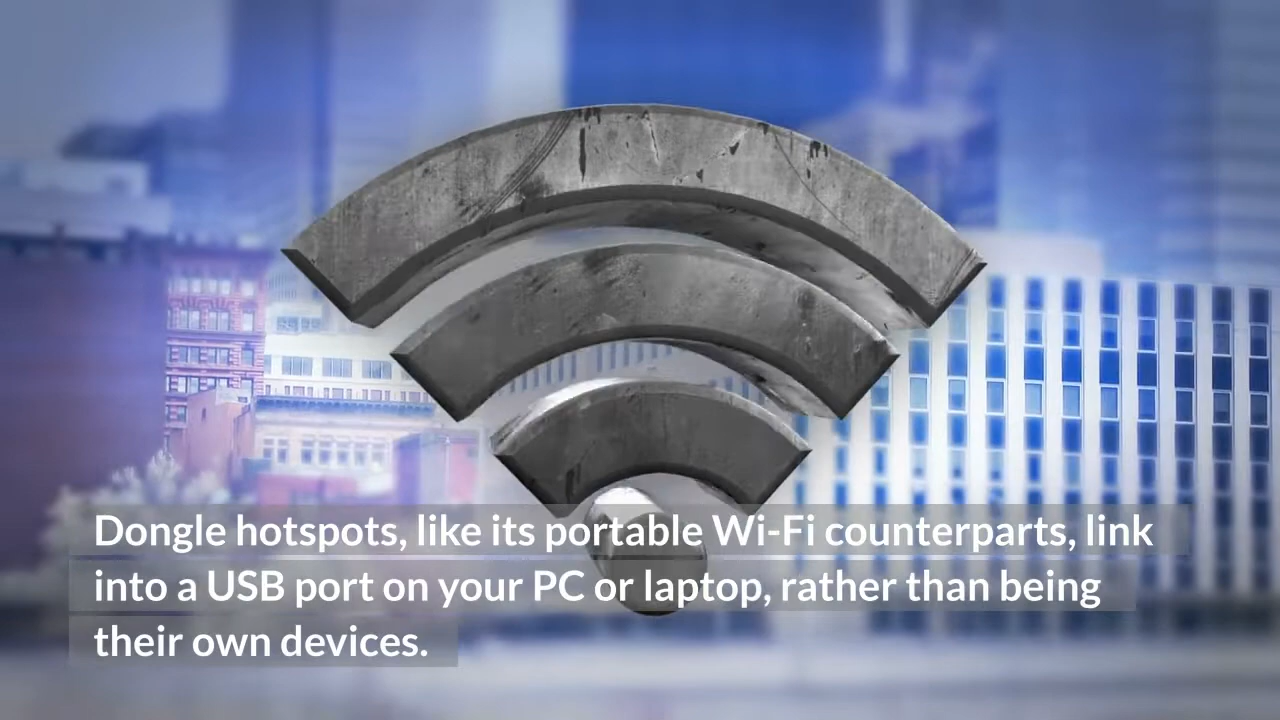 Dongle hotspots, like its portable Wi-Fi counterparts, link
into a USB port on your PC or laptop, rather than being
their own devices.